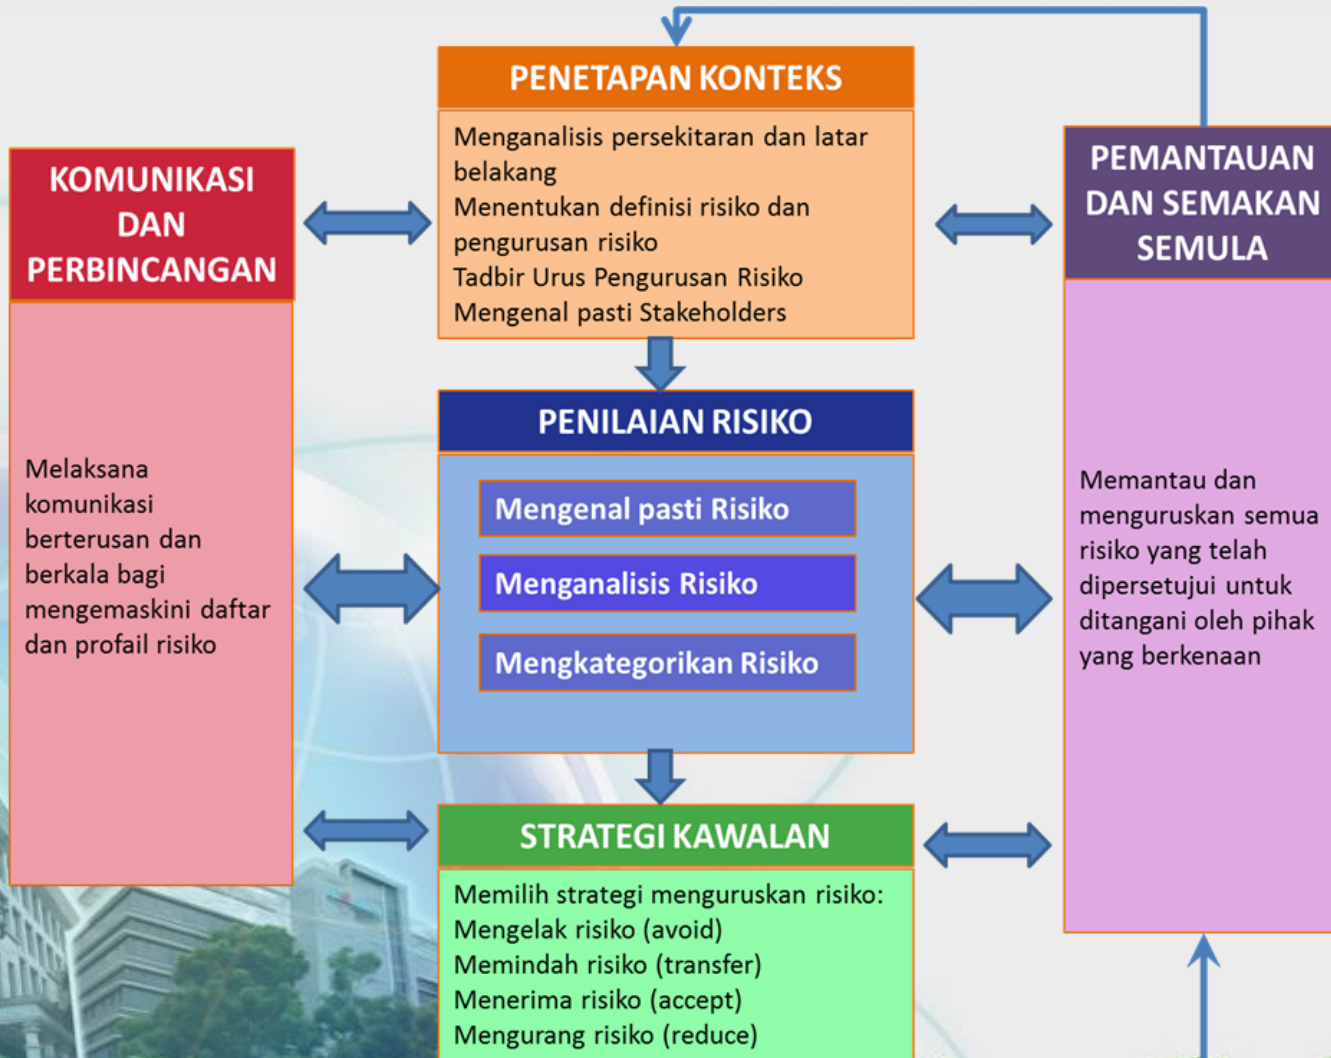 PENETAPAN KONTEKS
Menganalisis persekitaran dan latar
belakang
Menentukan definisi risiko dan
pengurusan risiko
Tadbir Urus Pengurusan Risiko
Mengenal pasti Stakeholders
KOMUNIKASI
DAN
PERBINCANGAN
Melaksana
komunikasi
berterusan dan
berkala bagi
mengemaskini daftar
dan profail risiko
PENILAIAN RISIKO
Mengenal pasti Risiko
Menganalisis Risiko
Mengkategorikan Risiko
STRATEGI KAWALAN
Memilih strategi menguruskan risiko:
Mengelak risiko (avoid)
Memindah risiko (transfer)
Menerima risiko (accept)
Mengurang risiko (reduce)
PEMANTAUAN
DAN SEMAKAN
SEMULA
Memantau dan
menguruskan semua
risiko yang telah
dipersetujui untuk
ditangani oleh pihak
yang berkenaan